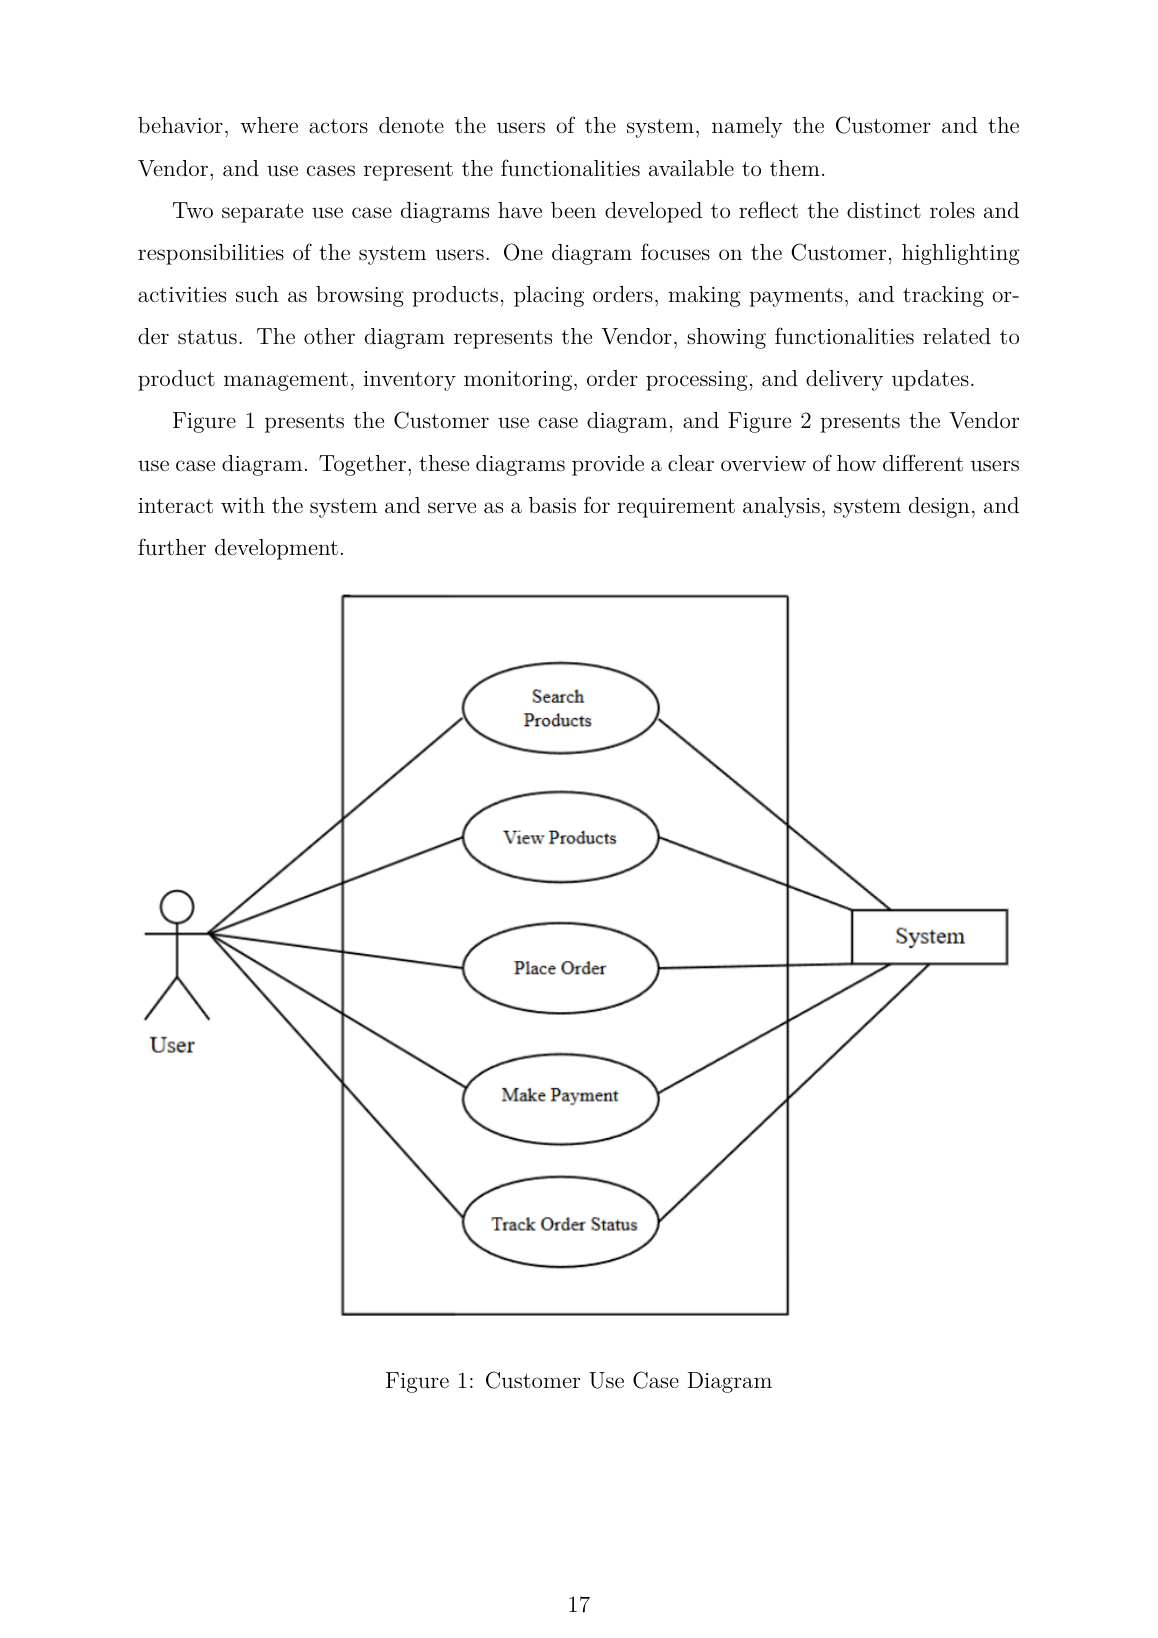 behavior, where actors denote the users of the system, namely the Customer and the
Vendor, and use cases represent the functionalities available to them.
Two separate use case diagrams have been developed to reflect the distinct roles and
responsibilities of the system users. One diagram focuses on the Customer, highlighting
activities such as browsing products, placing orders, making payments, and tracking or-
der status. The other diagram represents the Vendor, showing functionalities related to
product management, inventory monitoring, order processing, and delivery updates.
Figure 1 presents the Customer use case diagram, and Figure 2 presents the Vendor
use case diagram. Together, these diagrams provide a clear overview of how different users
interact with the system and serve as a basis for requirement analysis, system design, and
further development.
Search
Products
View Products
System
Place Order
User
Make Payment
Track Order Status
Figure 1: Customer Use Case Diagram
17